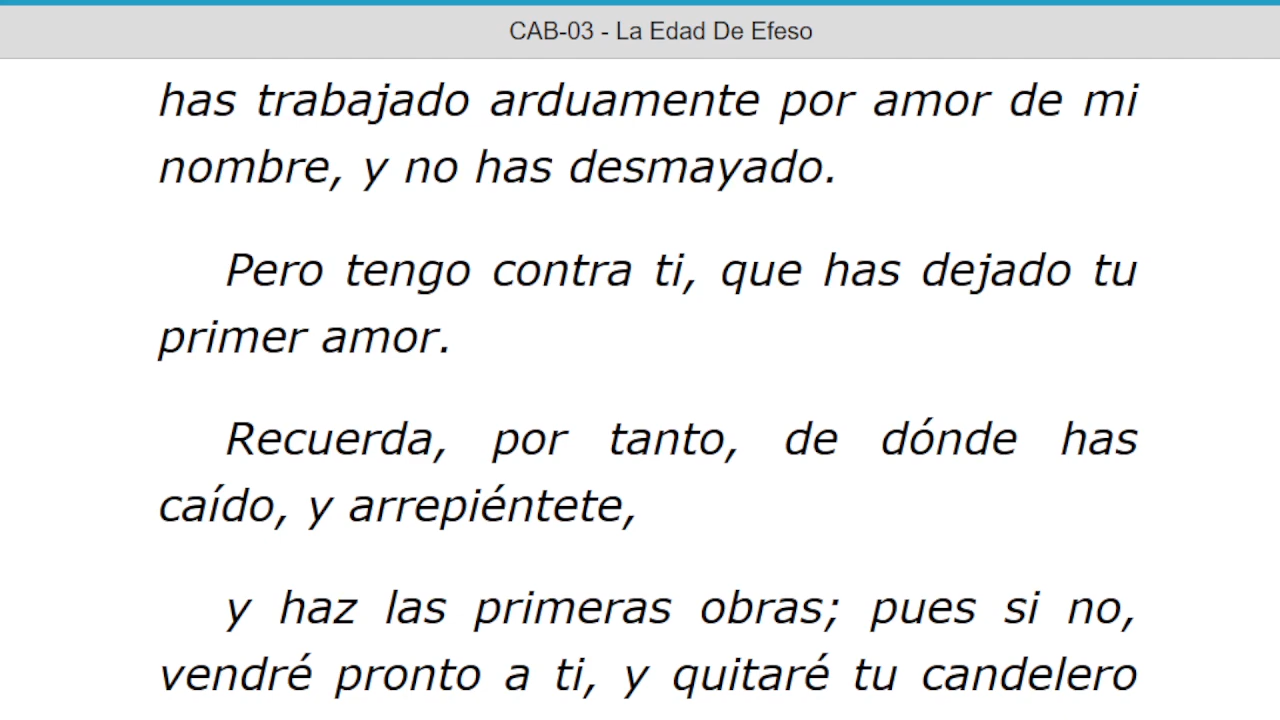 CAB-03 - La Edad De Efeso
has trabajado arduamente por amor de mi
nombre, y no has desmayado.
Pero tengo contra ti, que has dejado tu
primer amor.
Recuerda, por tanto, de dónde has
caído, y arrepiéntete,
y haz las primeras obras; pues si no,
vendré pronto a ti, y quitaré tu candelero